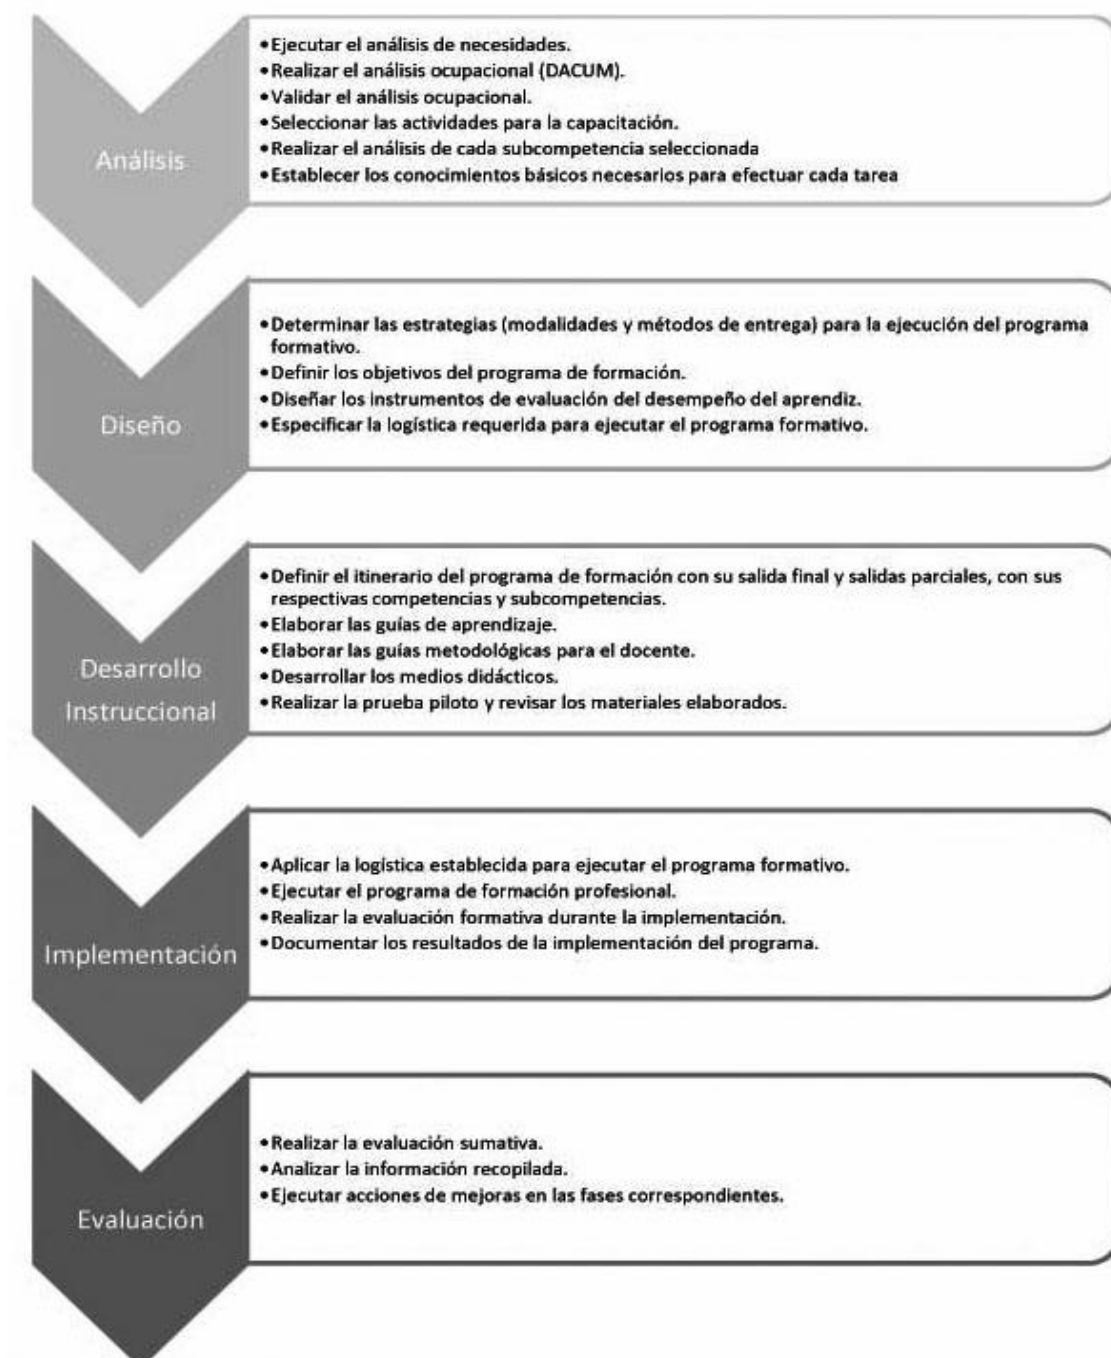 Análisis
• Ejecutar el análisis de necesidades.
• Realizar el análisis ocupacional (DACUM).
• Validar el análisis ocupacional.
• Seleccionar las actividades para la capacitación.
• Realizar el análisis de cada subcompetencia seleccionada
• Establecer los conocimientos básicos necesarios para efectuar cada tarea
Diseño
• Determinar las estrategias (modalidades y métodos de entrega) para la ejecución del programa
formativo.
• Definir los objetivos del programa de formación.
• Diseñar los instrumentos de evaluación del desempeño del aprendiz.
• Especificar la logística requerida para ejecutar el programa formativo.
Desarrollo
Instruccional
• Definir el itinerario del programa de formación con su salida final y salidas parciales, con sus
respectivas competencias y subcompetencias.
• Elaborar las guías de aprendizaje.
• Elaborar las guías metodológicas para el docente.
• Desarrollar los medios didácticos.
• Realizar la prueba piloto y revisar los materiales elaborados.
Implementación
• Aplicar la logística establecida para ejecutar el programa formativo.
• Ejecutar el programa de formación profesional.
• Realizar la evaluación formativa durante la implementación.
• Documentar los resultados de la implementación del programa.
Evaluación
• Realizar la evaluación sumativa.
• Analizar la información recopilada.
• Ejecutar acciones de mejoras en las fases correspondientes.